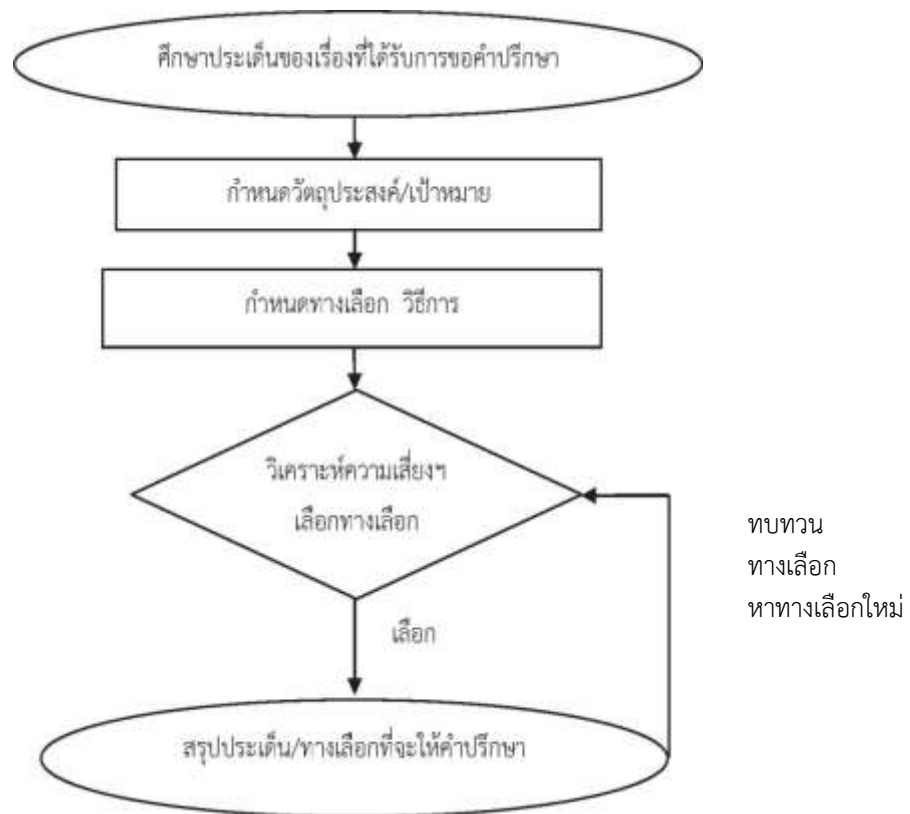 ศึกษาประเด็นของเรื่องที่ได้รับการขอคำปรึกษา
กำหนดวัตถุประสงค์/เป้าหมาย
กำหนดทางเลือก วิธีการ
วิเคราะห์ความเสี่ยงฯ
เลือกทางเลือก
ทบทวน
ทางเลือก
หาทางเลือกใหม่
เลือก
สรุปประเด็น/ทางเลือกที่จะให้คำปรึกษา